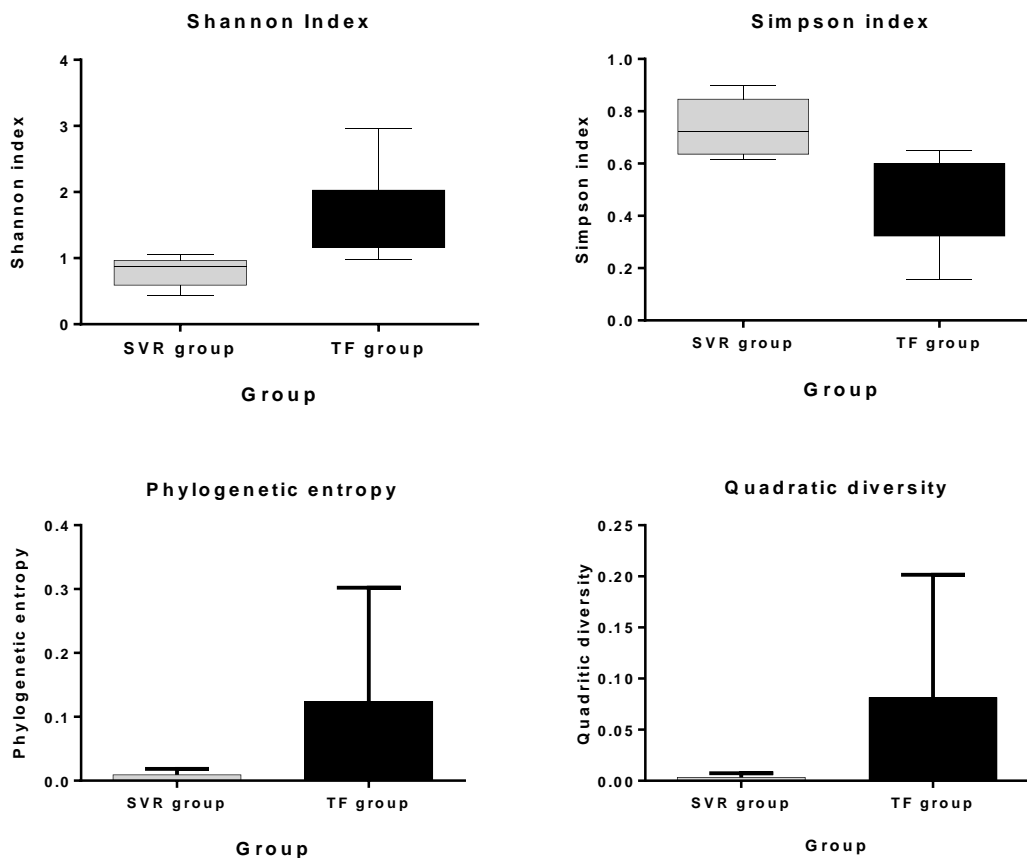 Shannon Index
Shannon index
4
3
2
1
0
SVR group
TF group
Group
Simpson index
Simpson index
1.0
0.8
0.6
0.4
0.2
0.0
SVR group
TF group
Group
Phylogenetic entropy
Phylogenetic entropy
0.4
0.3
0.2
0.1
0.0
SVR group
TF group
Group
Quadratic diversity
Quadritic diversity
0.25
0.20
0.15
0.10
0.05
0.00
SVR group
TF group
Group